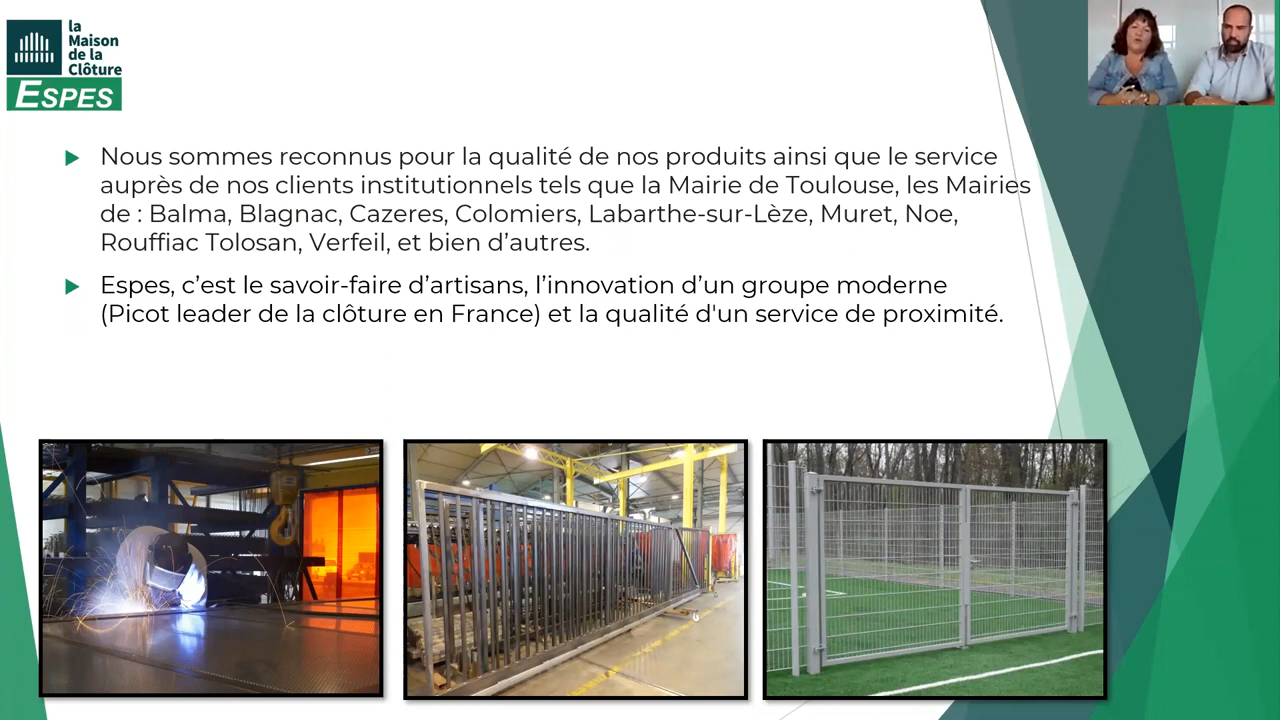 la
Maison
de la
Clôture
ESPES
Nous sommes reconnus pour la qualité de nos produits ainsi que le service
auprès de nos clients institutionnels tels que la Mairie de Toulouse, les Mairies
de : Balma, Blagnac, Cazeres, Colomiers, Labarthe-sur-Lèze, Muret, Noe,
Rouffiac Tolosan, Verfeil, et bien d’autres.
Espes, c’est le savoir-faire d’artisans, l’innovation d’un groupe moderne
(Picot leader de la clôture en France) et la qualité d'un service de proximité.